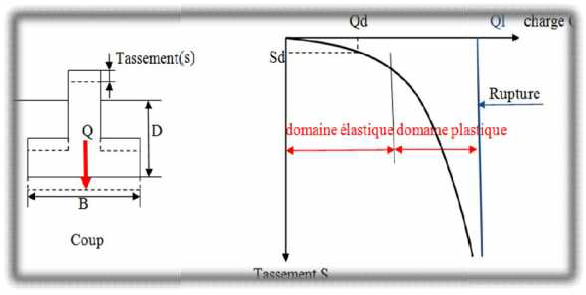 Qd
Ql
charge
Tassement(s)
Sd
Q
D
Rupture
domaine élastique
domaine plastique
B
Coup
Tassement S